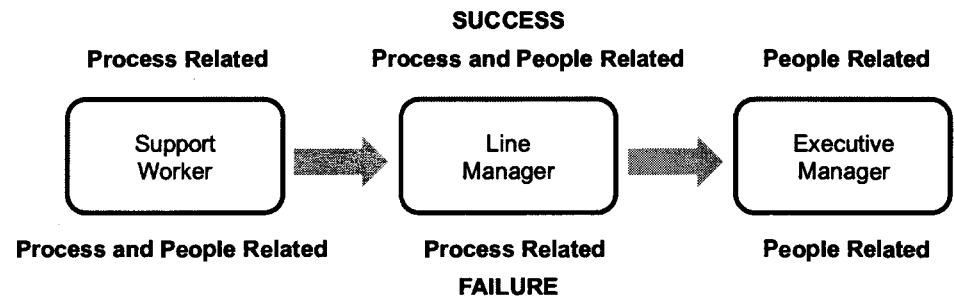 SUCCESS
Process Related
Process and People Related
People Related
Support
Worker
Line
Manager
Executive
Manager
Process and People Related
Process Related
People Related
FAILURE